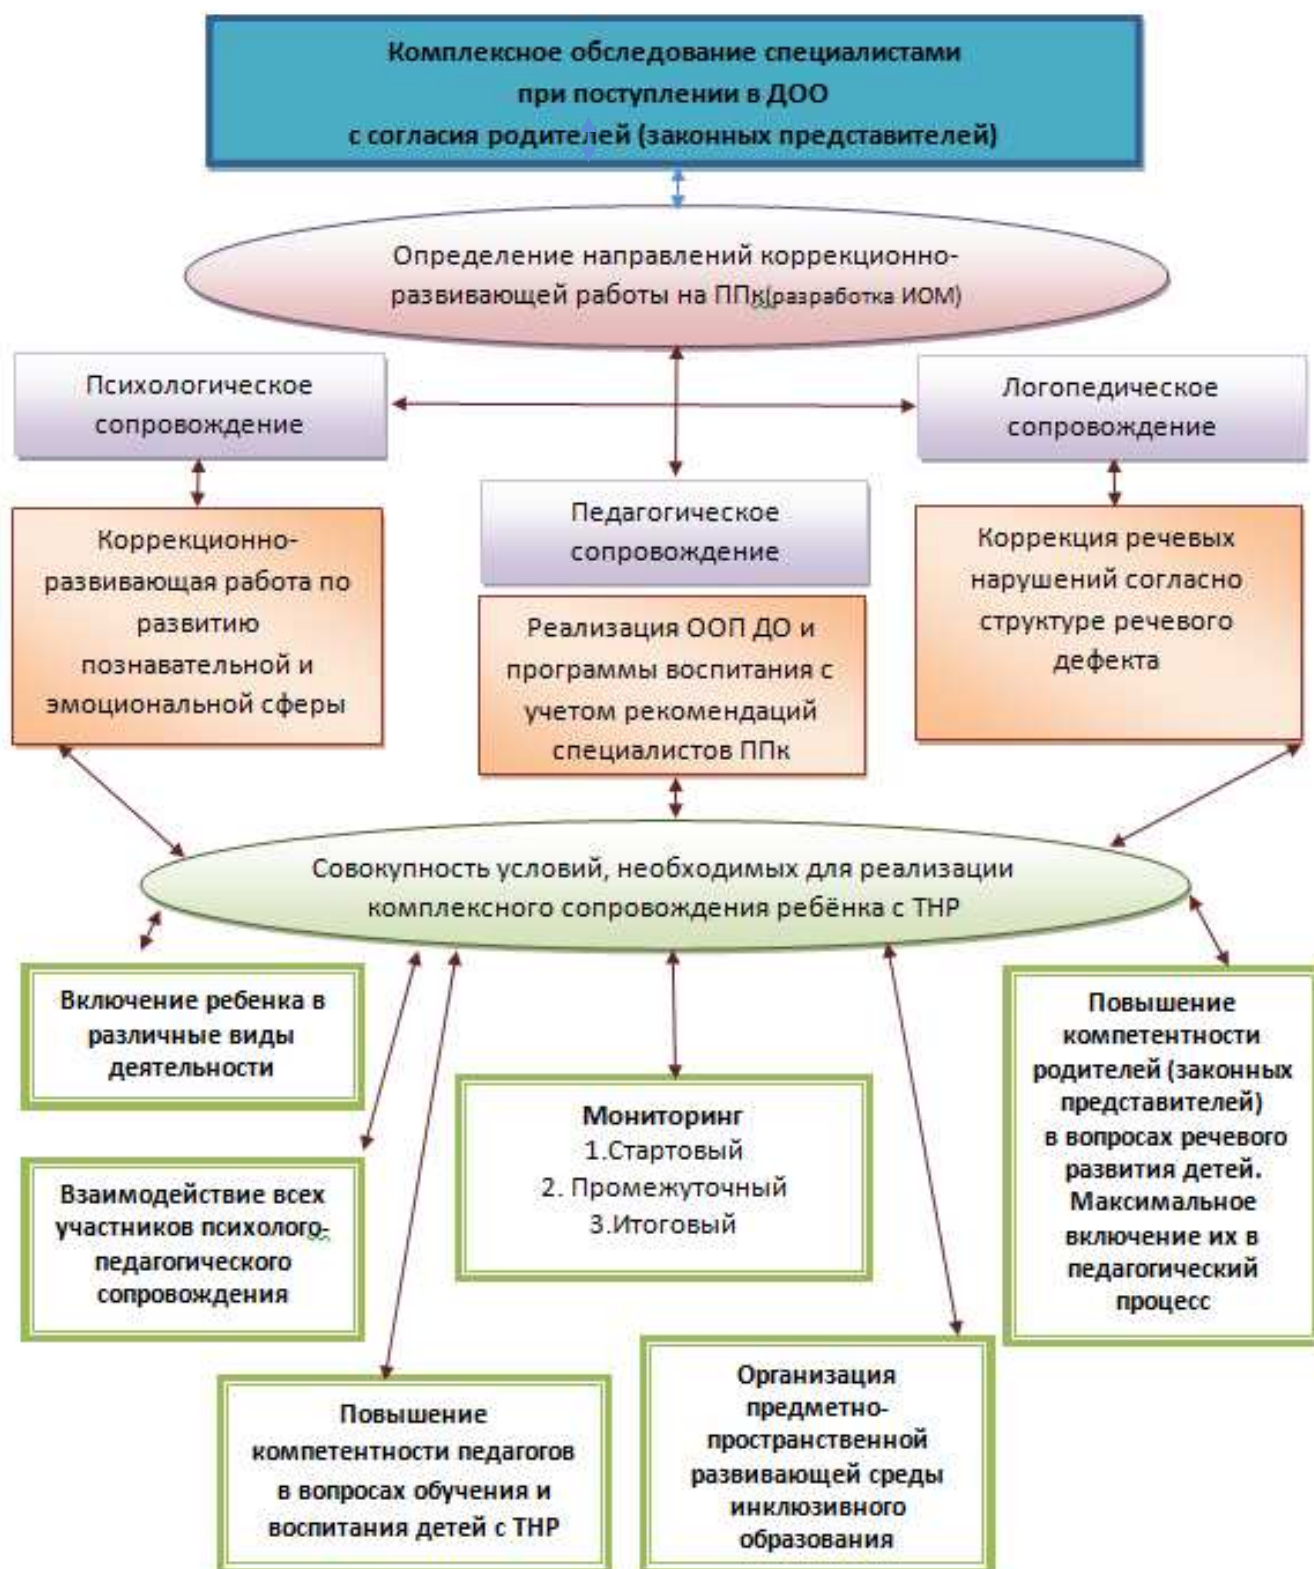 Комплексное обследование специалистами
при поступлении в ДОО
с согласия родителей (законных представителей)
Определение направлений коррекционно-
развивающей работы на ППк(разработка ИОМ)
Психологическое
сопровождение
Логопедическое
сопровождение
Педагогическое
сопровождение
Коррекционно-
развивающая работа по
развитию
познавательной и
эмоциональной сферы
Реализация ООП ДО и
программы воспитания с
учетом рекомендаций
специалистов ППк
Коррекция речевых
нарушений согласно
структуре речевого
дефекта
Совокупность условий, необходимых для реализации
комплексного сопровождения ребёнка с ТНР
Включение ребенка в
различные виды
деятельности
Взаимодействие всех
участников психолого-
педагогического
сопровождения
Повышение
компетентности педагогов
в вопросах обучения и
воспитания детей с ТНР
Мониторинг
1.Стартовый
2. Промежуточный
3.Итоговый
Организация
предметно-
пространственной
развивающей среды
инклюзивного
образования
Повышение
компетентности
родителей (законных
представителей)
в вопросах речевого
развития детей.
Максимальное
включение их в
педагогический
процесс